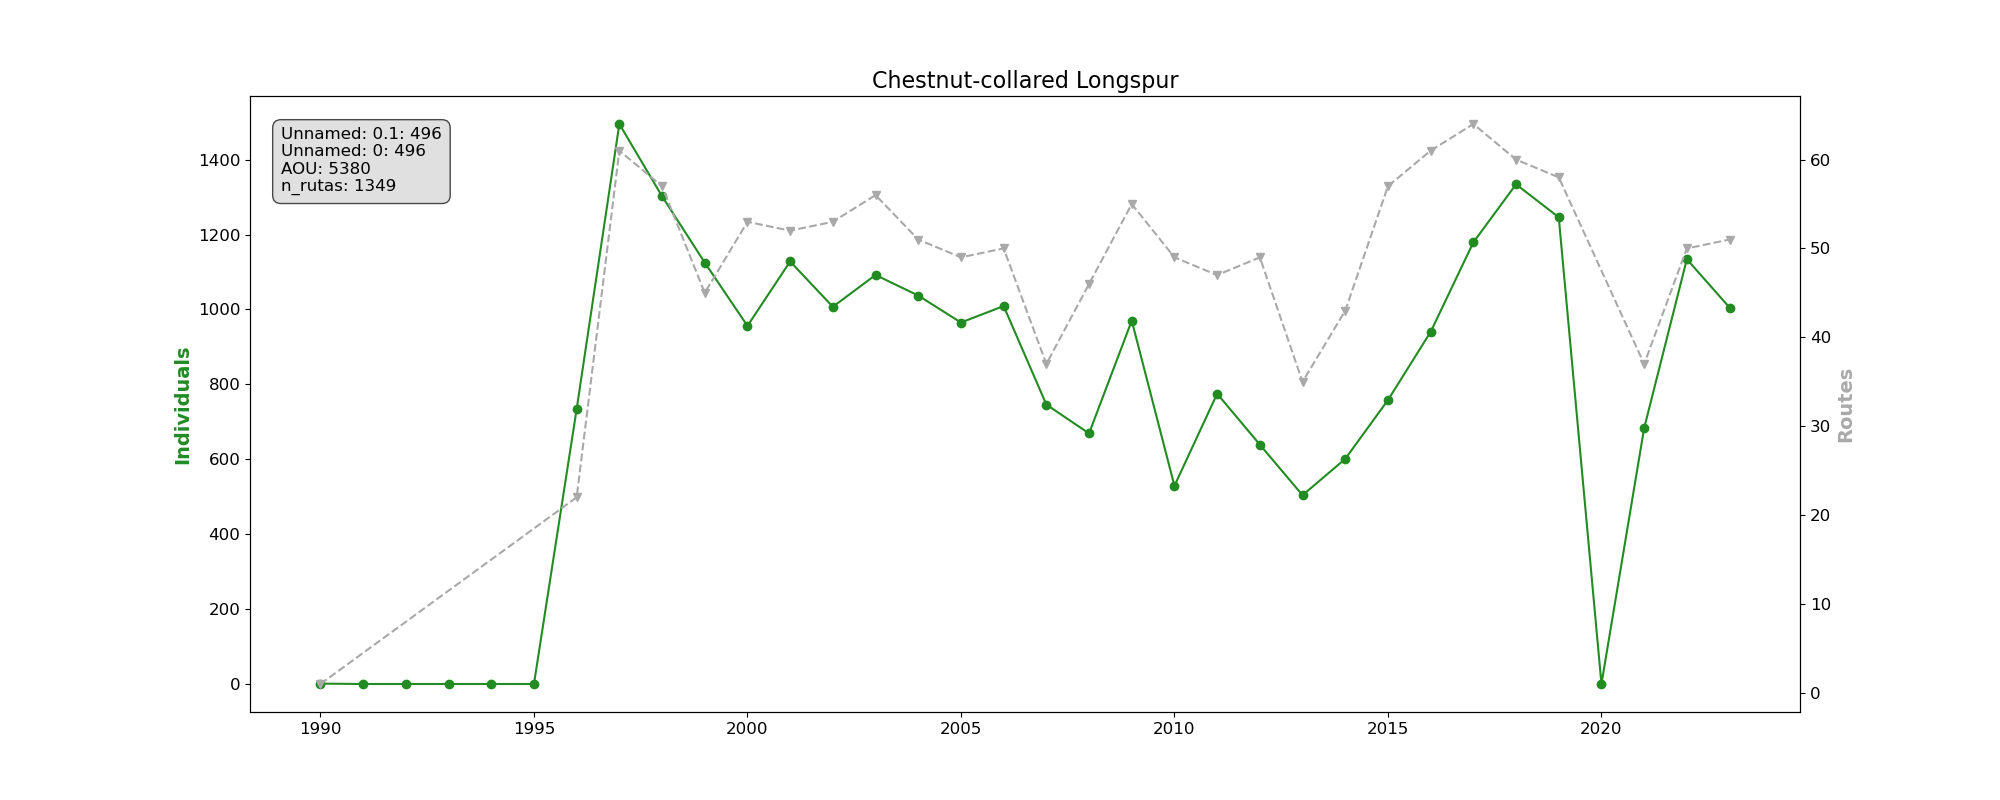 Chestnut-collared Longspur
Unnamed: 0.1: 496
Unnamed: 0: 496
AOU: 5380
n_rutas: 1349
1400
1200
1000
800
600
400
200
0
Individuals
60
50
40
30
20
10
0
Routes
1990 1995 2000 2005 2010 2015 2020